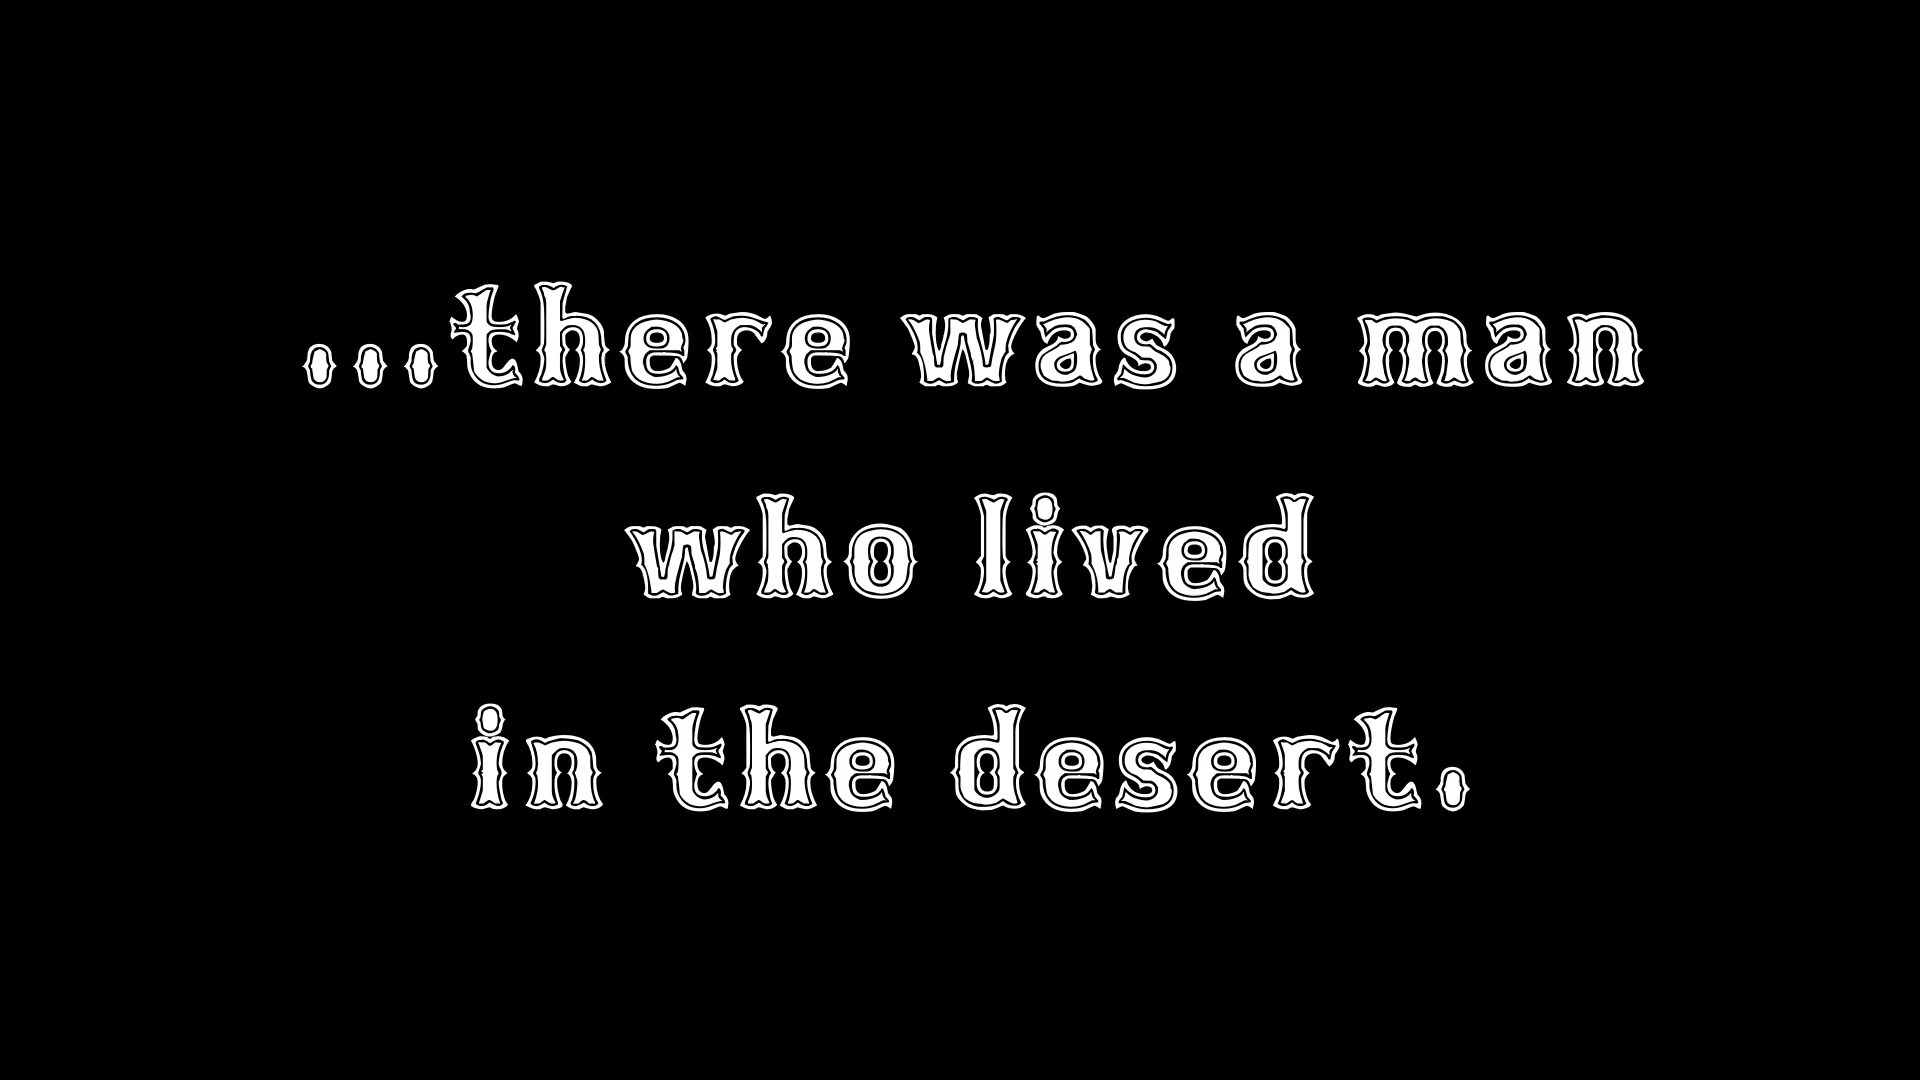 ...there was a man
who lived
in the desert.